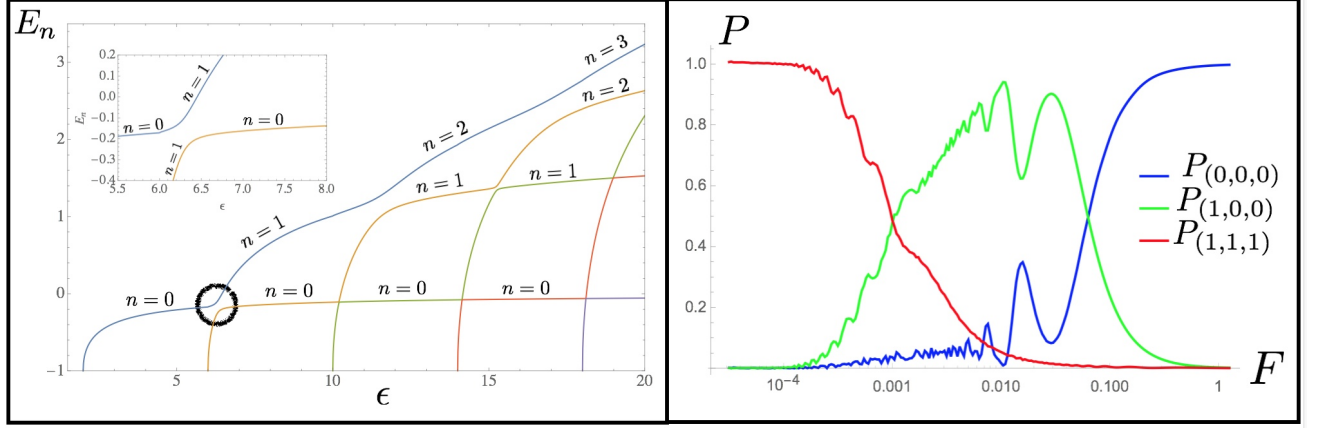 E_n
3
2
1
0
−1
5
10
15
20
ϵ
n = 0
n = 1
n = 2
n = 3
n = 0
n = 1
n = 2
n = 0
n = 1
n = 0
0.2
0.1
0.0
−0.1
−0.2
−0.3
−0.4
E_n
5.5
6.0
6.5
7.0
7.5
8.0
ϵ
n = 0
n = 1
n = 1
n = 0
P
1.0
0.8
0.6
0.4
0.2
10^{-4}
0.001
0.010
0.100
1
F
P_{(0,0,0)}
P_{(1,0,0)}
P_{(1,1,1)}